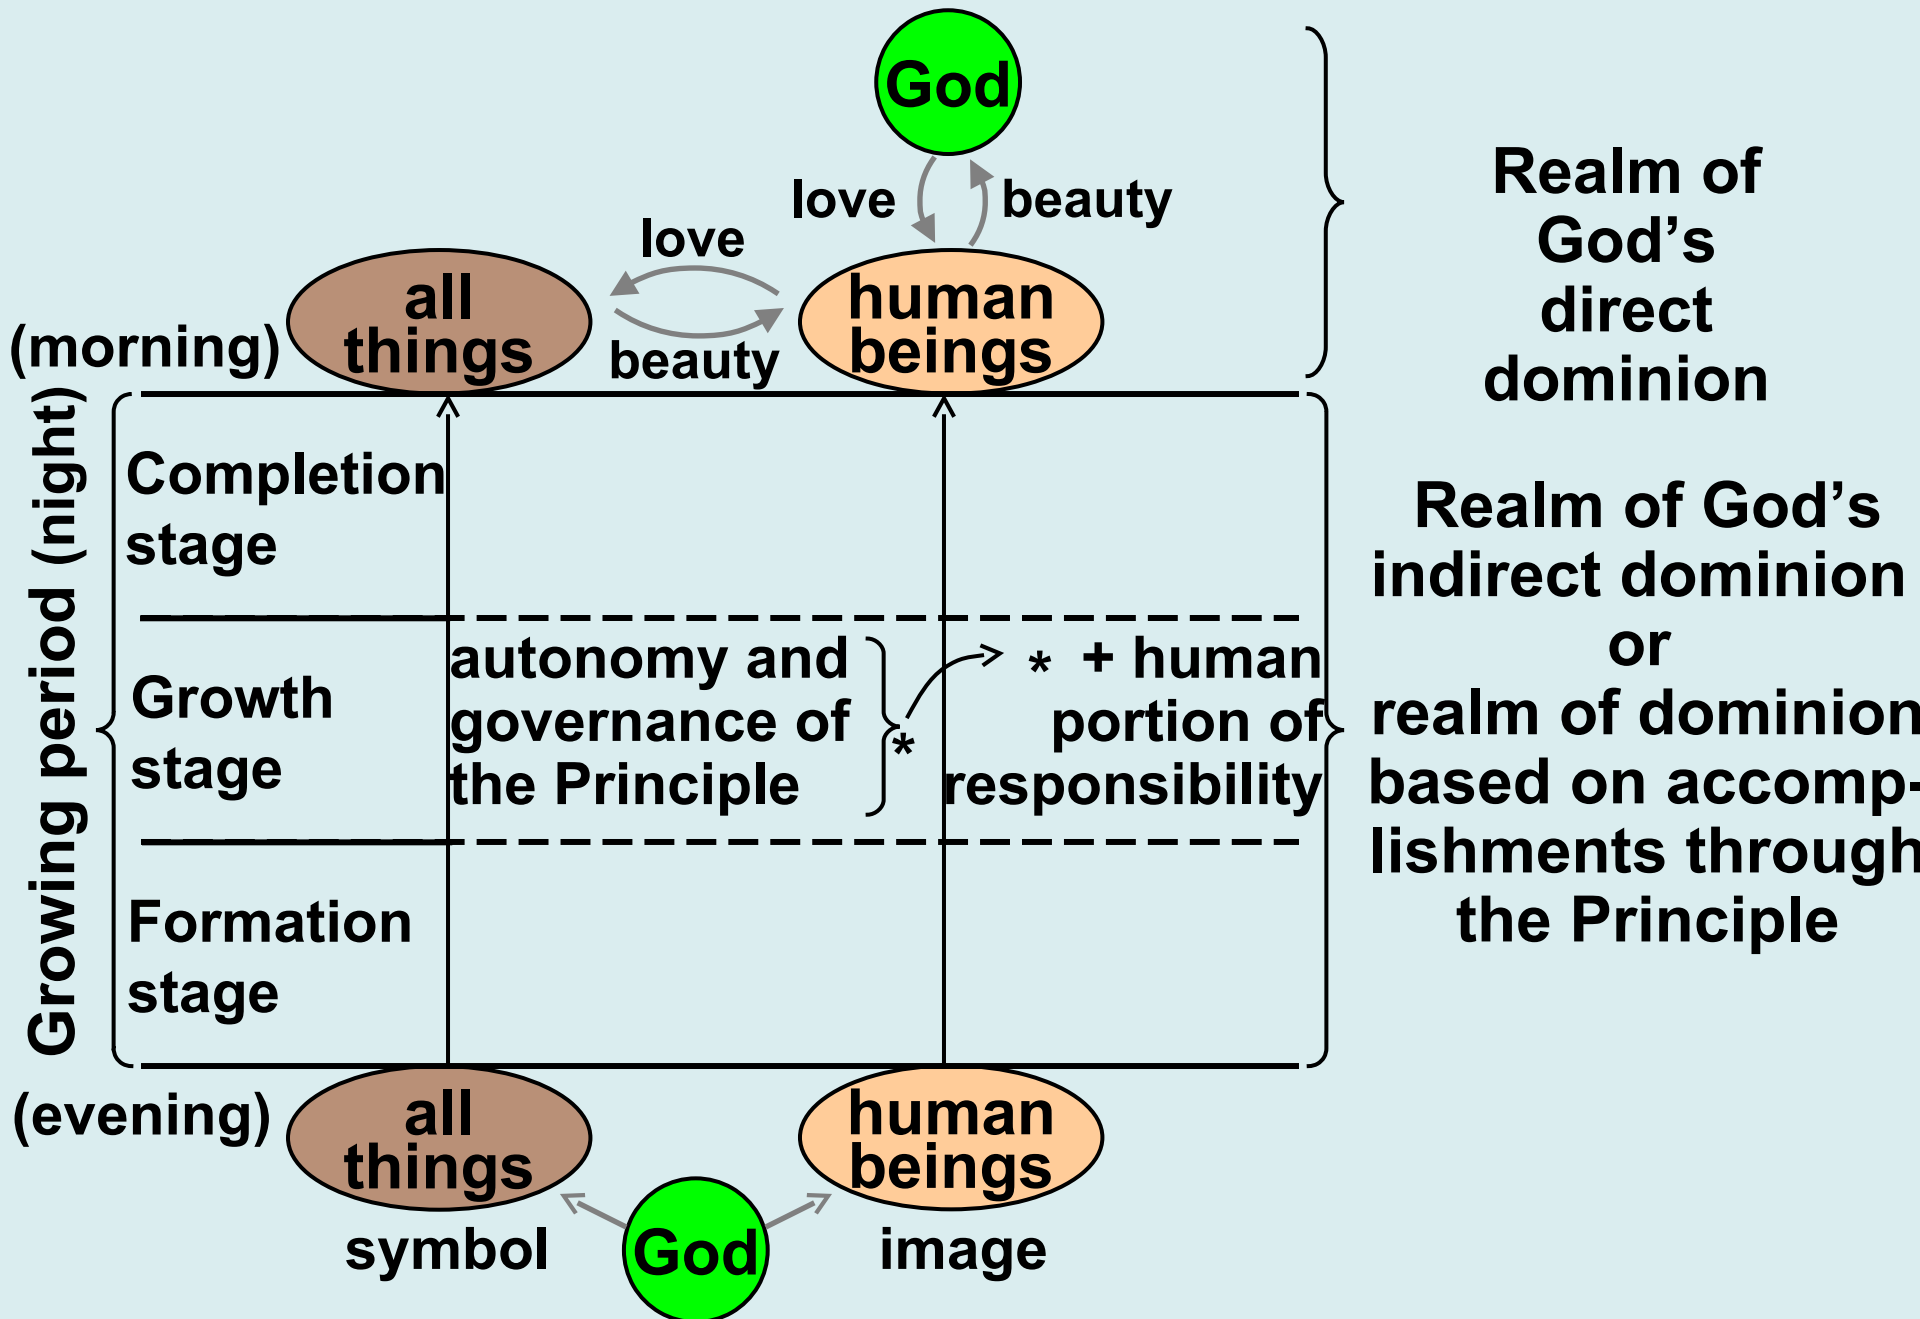 God
love
beauty
love
all
things
human
beings
beauty
(morning)
Realm of
God’s
direct
dominion
Growing period (night)
Completion
stage
Growth
stage
Formation
stage
autonomy and
governance of
the Principle
*
* + human
portion of
responsibility
Realm of God’s
indirect dominion
or
realm of dominion
based on accomp-
lishments through
the Principle
(evening)
all
things
human
beings
symbol
God
image